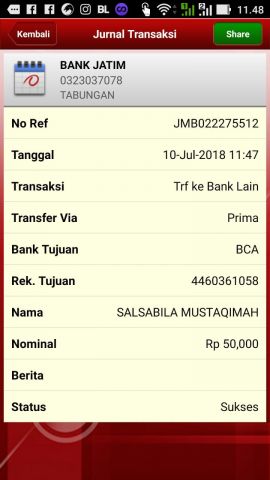 BL
11.48
Kembali
Jurnal Transaksi
Share
BANK JATIM
0323037078
TABUNGAN
No Ref JMB022275512
Tanggal 10-Jul-2018 11:47
Transaksi Trf ke Bank Lain
Transfer Via Prima
Bank Tujuan BCA
Rek. Tujuan 4460361058
Nama SALSABILA MUSTAQIMAH
Nominal Rp 50,000
Berita
Status Sukses